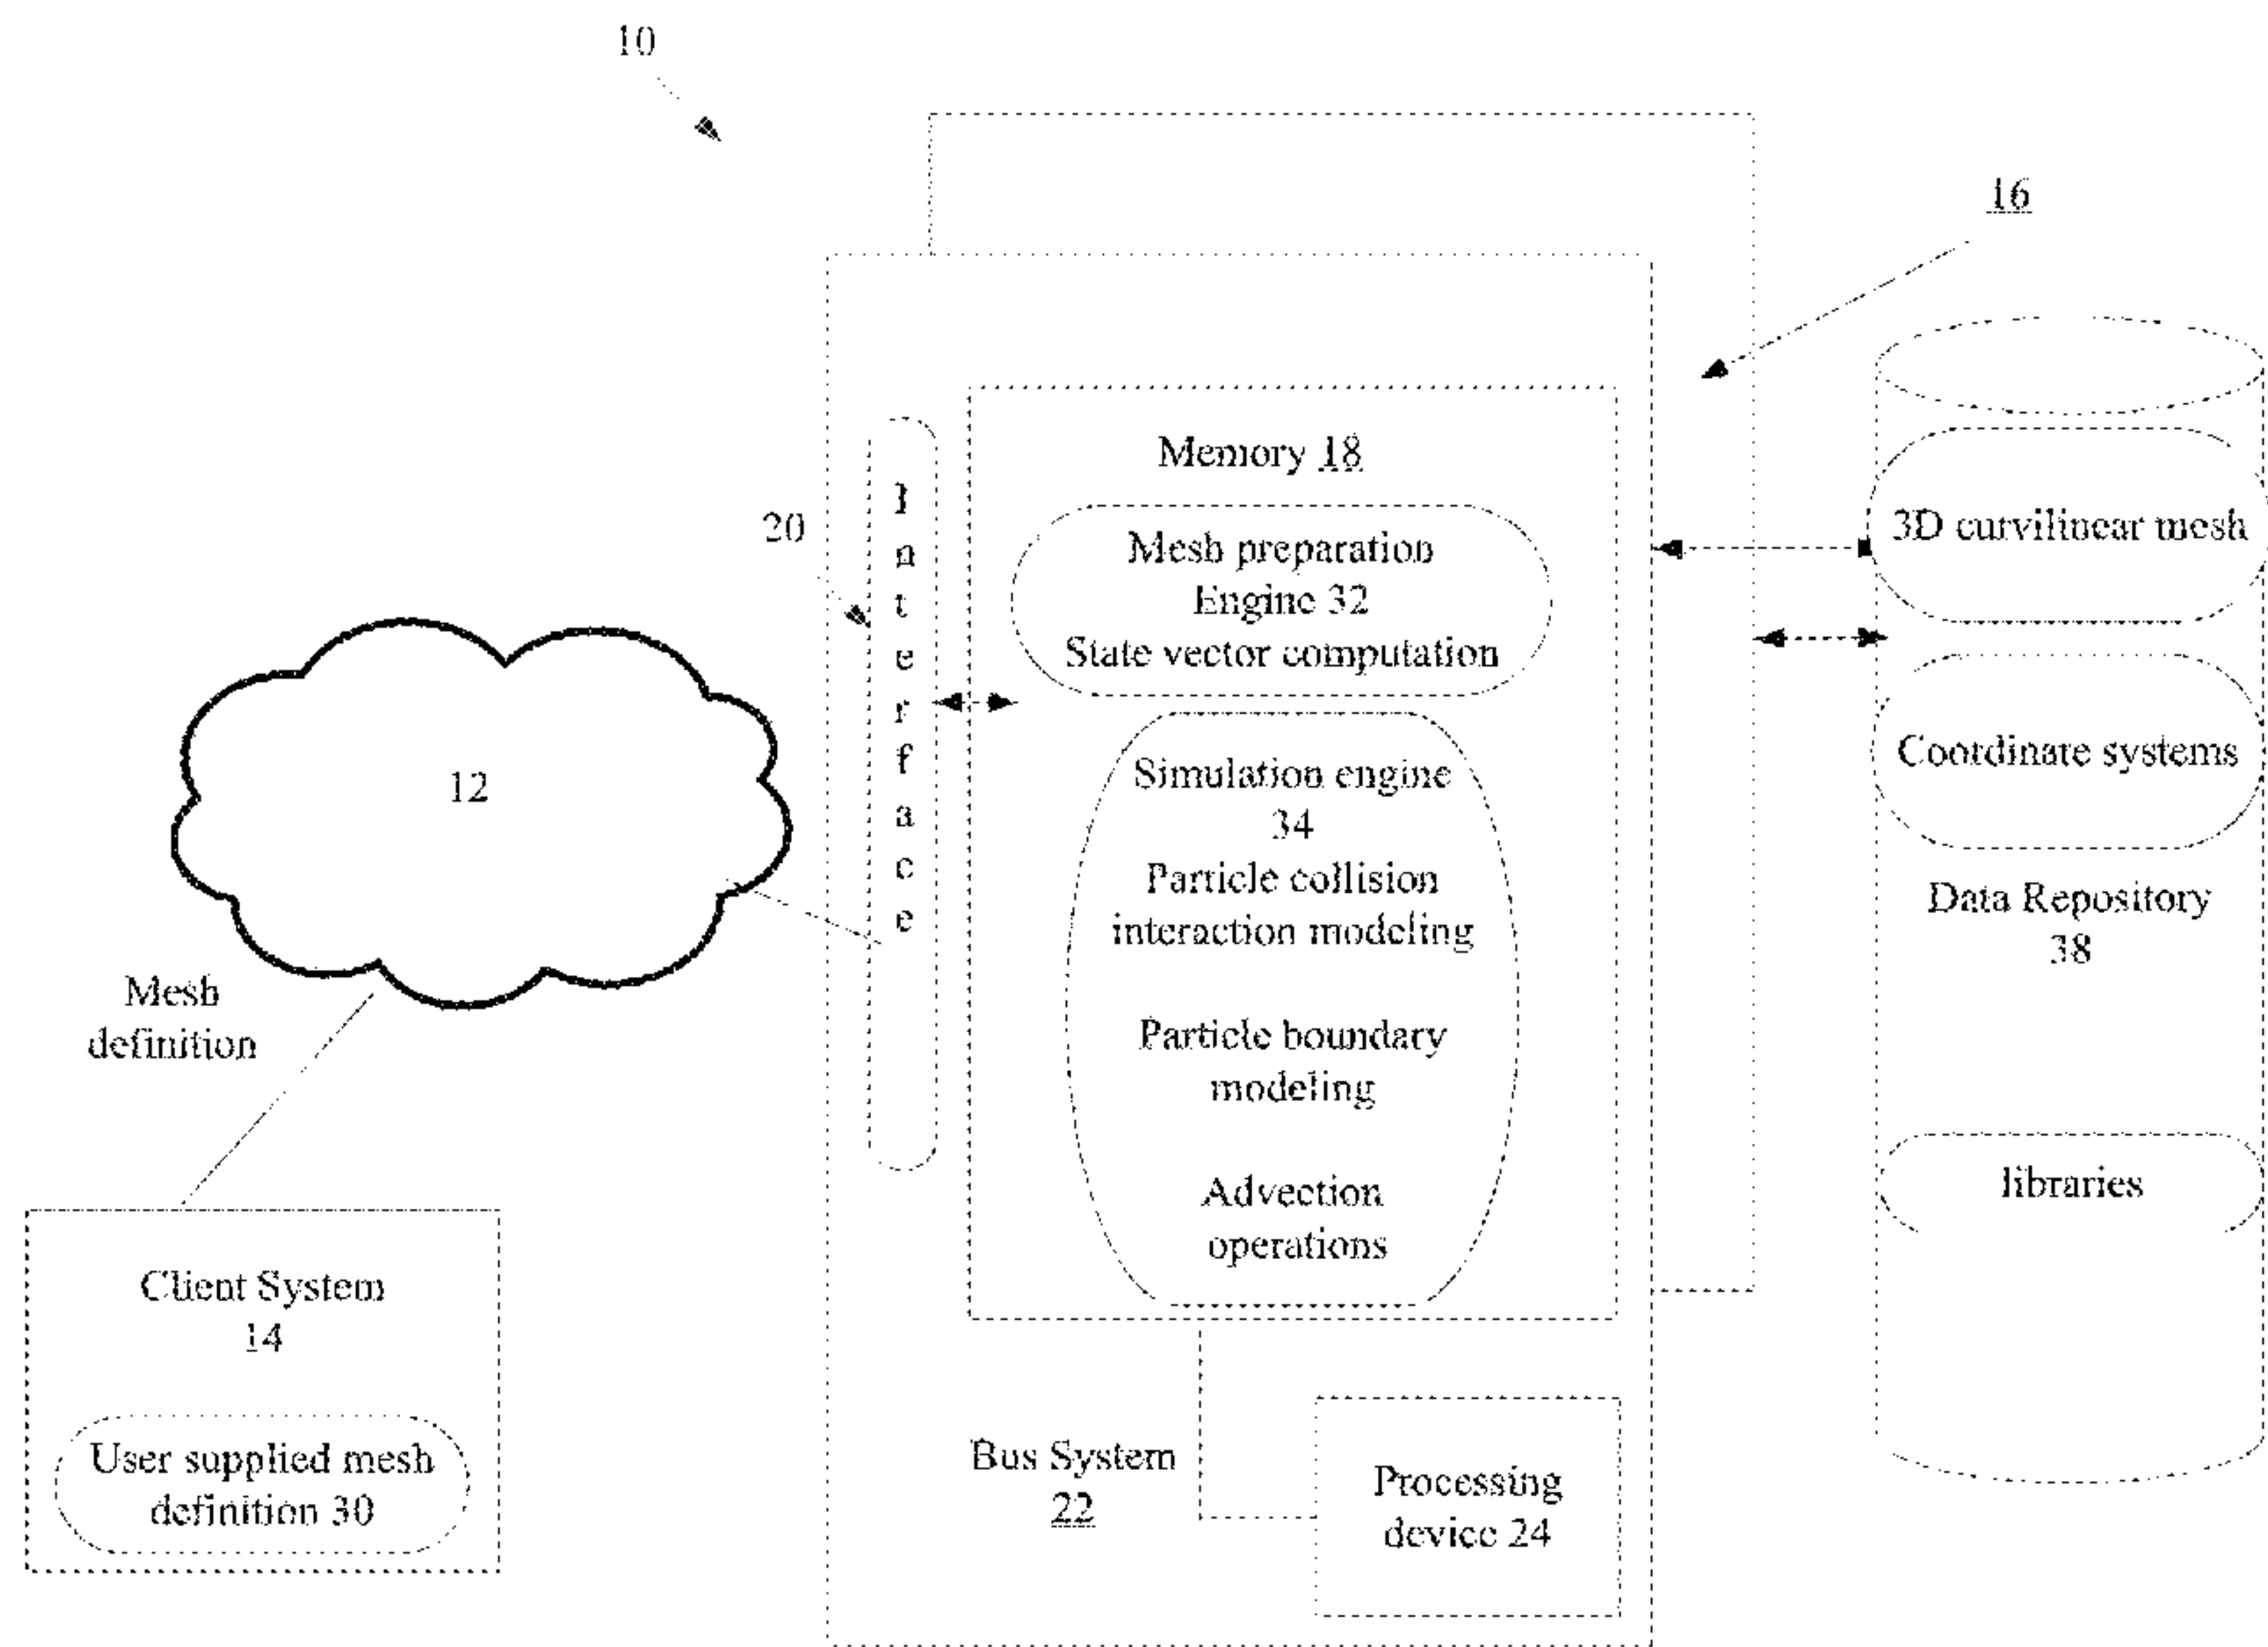 10
16
20
Interface
Memory 18
Mesh preparation
Engine 32
State vector computation
Simulation engine
34
Particle collision
interaction modeling
Particle boundary
modeling
Advection
operations
12
Mesh
definition
Client System
14
User supplied mesh
definition 30
Bus System
22
Processing
device 24
3D curvilinear mesh
Coordinate systems
Data Repository
38
libraries